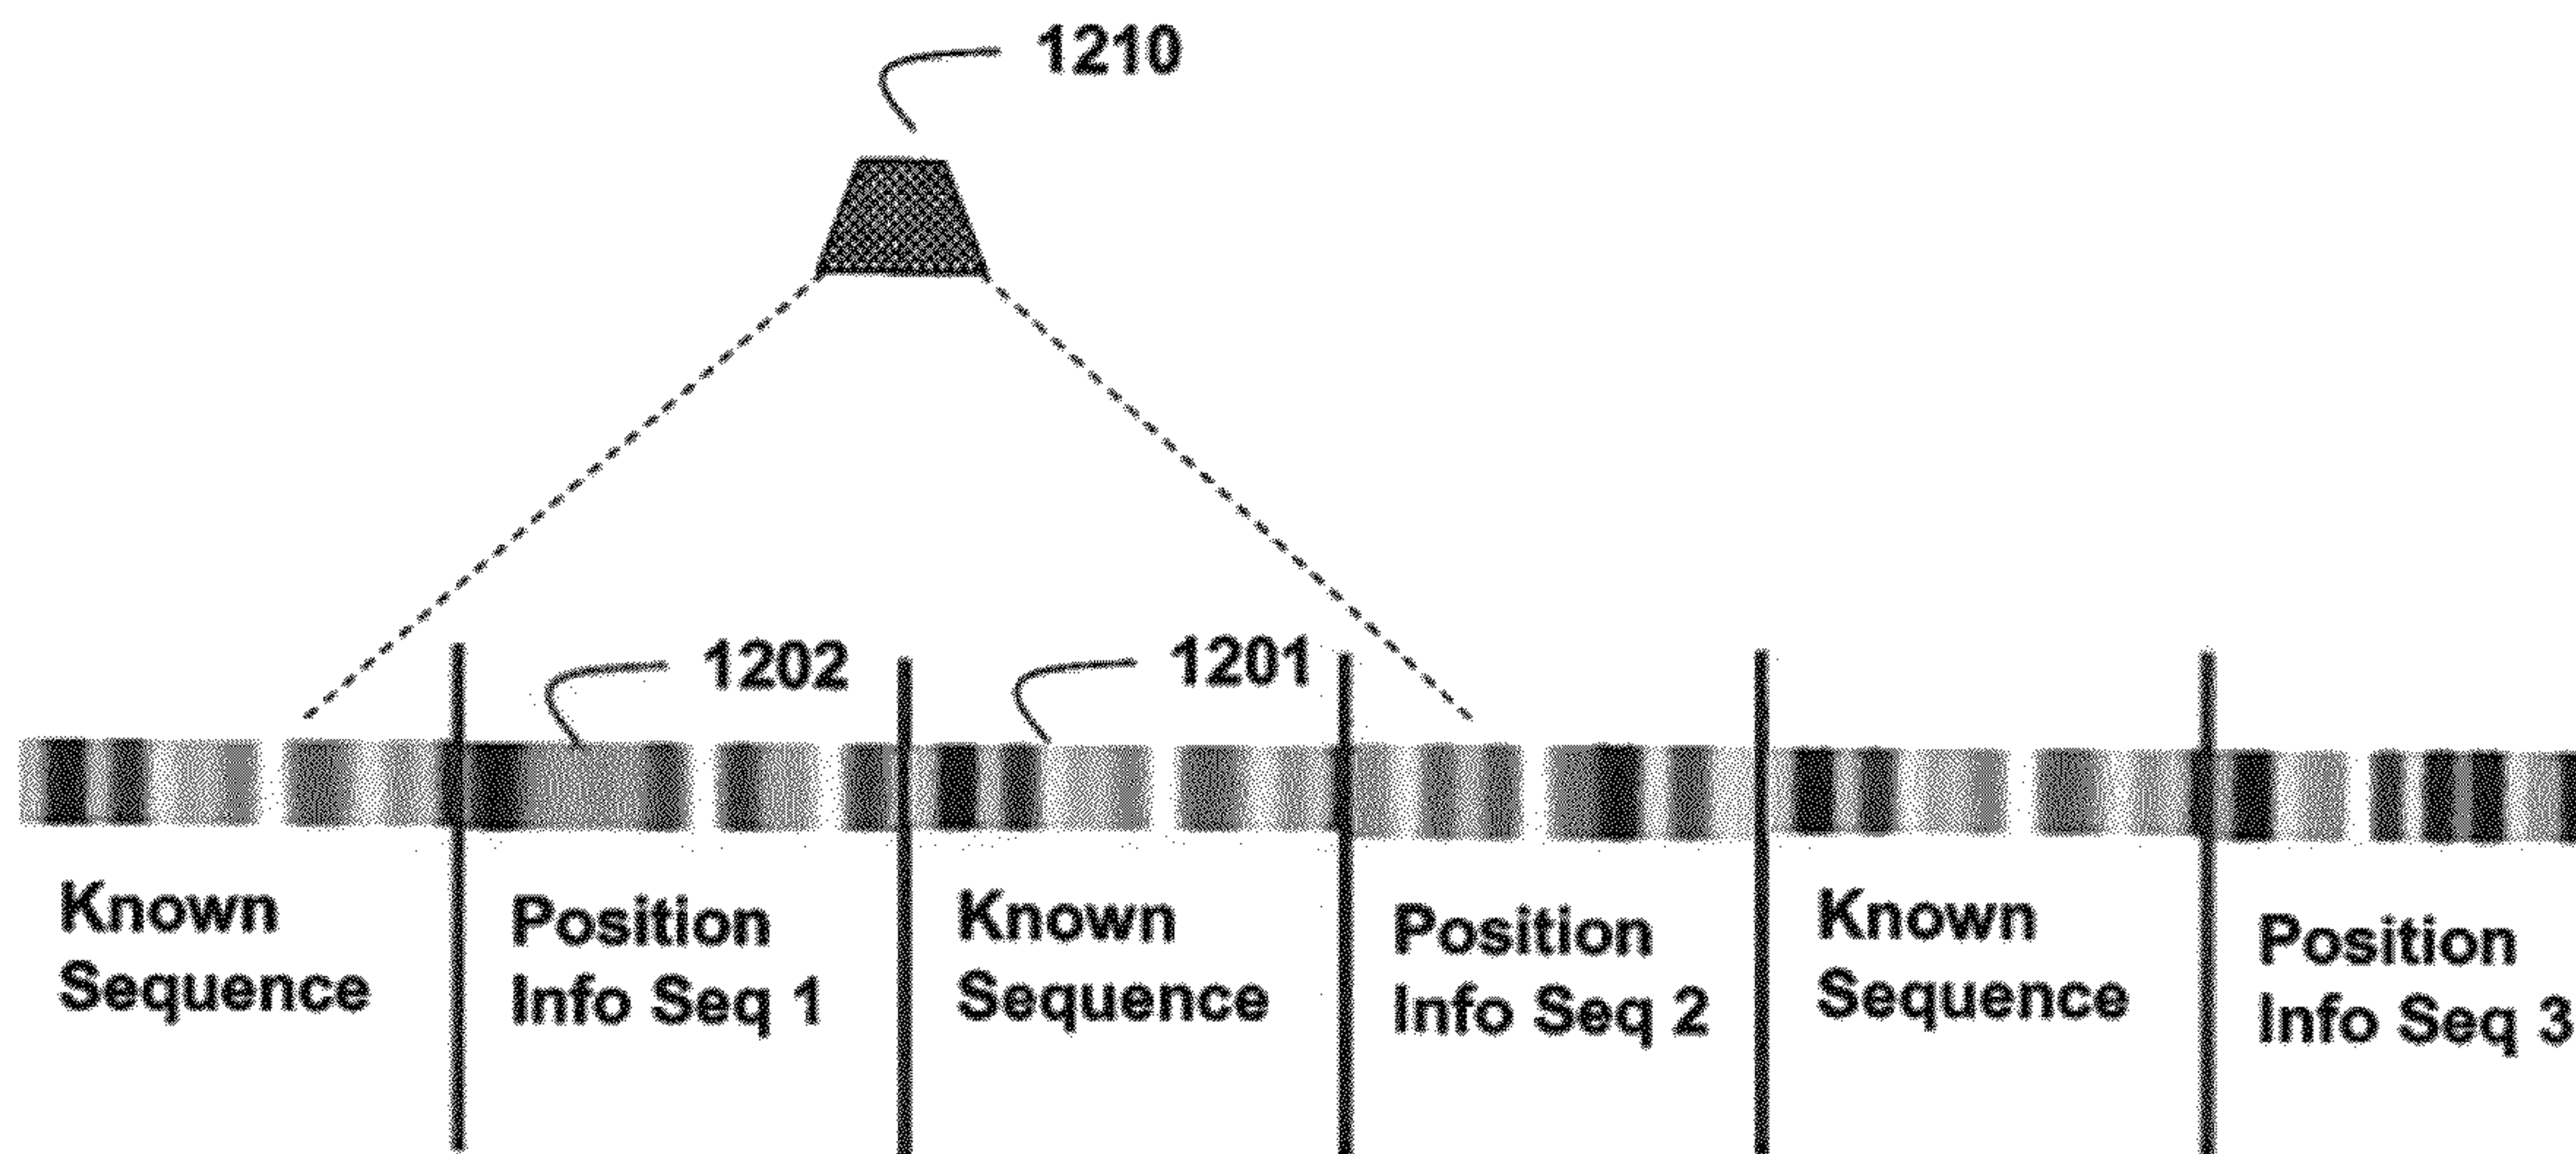 1210
1202
1201
Known
Sequence
Position
Info Seq 1
Known
Sequence
Position
Info Seq 2
Known
Sequence
Position
Info Seq 3